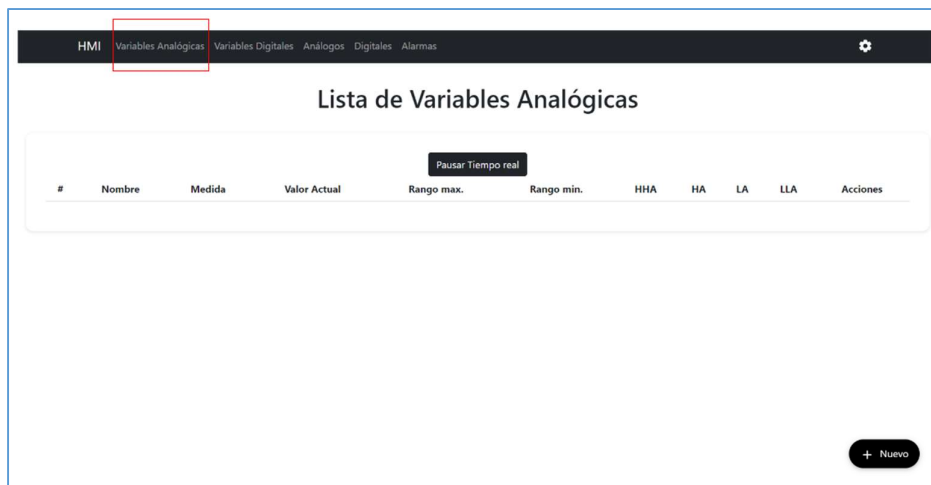 HMI Variables Analógicas Variables Digitales Análogos Digitales Alarmas
Lista de Variables Analógicas
Pausar Tiempo real
# Nombre Medida Valor Actual Rango max. Rango min. HHA HA LA LLA Acciones
+ Nuevo